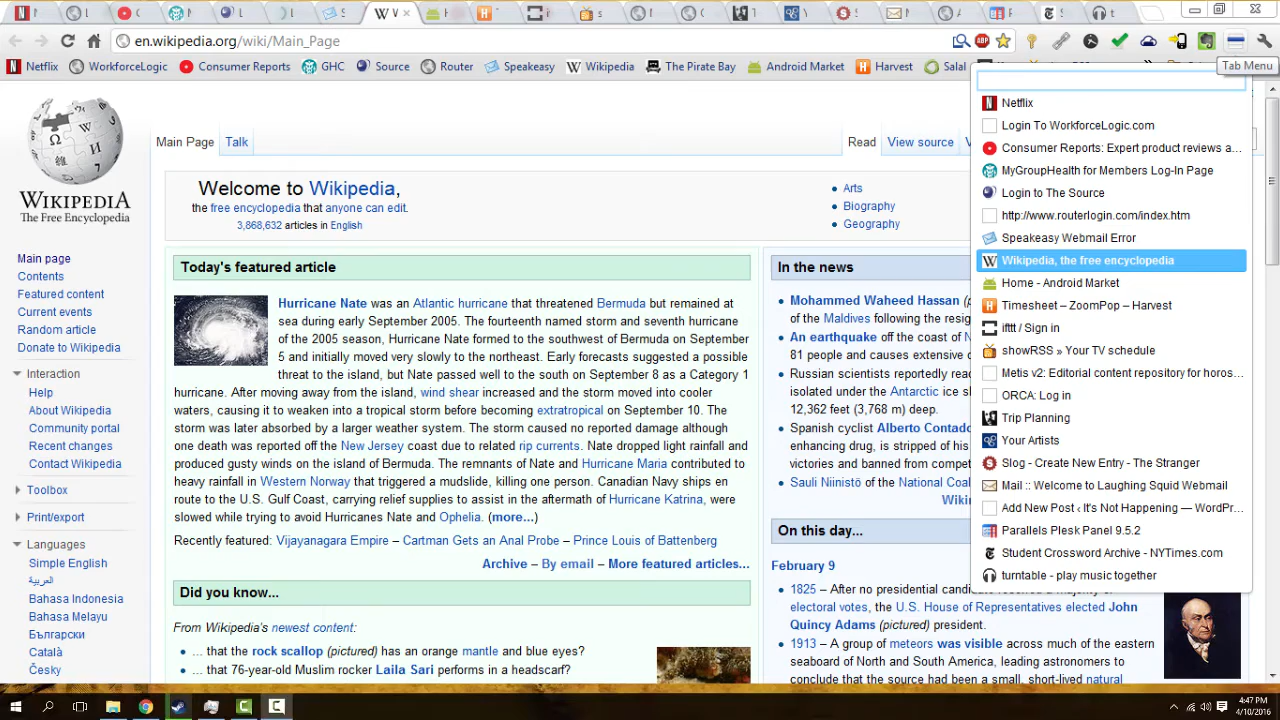 en.wikipedia.org/wiki/Main_Page
Netflix
WorkforceLogic
Consumer Reports
GHC
Source
Router
Speakeasy
Wikipedia
The Pirate Bay
Android Market
Harvest
Salal
Tab Menu
Netflix
Login To WorkforceLogic.com
Consumer Reports: Expert product reviews a...
MyGroupHealth for Members Log-In Page
Login to The Source
http://www.routerlogin.com/index.htm
Speakeasy Webmail Error
Wikipedia, the free encyclopedia
Home - Android Market
Timesheet – ZoomPop – Harvest
ifttt / Sign in
showRSS » Your TV schedule
Metis v2: Editorial content repository for horos...
ORCA: Log in
Trip Planning
Your Artists
Slog - Create New Entry - The Stranger
Mail :: Welcome to Laughing Squid Webmail
Add New Post ‹ It's Not Happening — WordPr...
Parallels Plesk Panel 9.5.2
Student Crossword Archive - NYTimes.com
turntable - play music together
WIKIPEDIA
The Free Encyclopedia
Main page
Contents
Featured content
Current events
Random article
Donate to Wikipedia
Interaction
Help
About Wikipedia
Community portal
Recent changes
Contact Wikipedia
Toolbox
Print/export
Languages
Simple English
العربية
Bahasa Indonesia
Bahasa Melayu
Български
Català
Česky
Main Page
Talk
Read
View source
Welcome to Wikipedia,
the free encyclopedia that anyone can edit.
3,868,632 articles in English
Arts
Biography
Geography
Today's featured article
Hurricane Nate was an Atlantic hurricane that threatened Bermuda but remained at
sea during early September 2005. The fourteenth named storm and seventh hurricane
of the 2005 season, Hurricane Nate formed to the southwest of Bermuda on September
5 and initially moved very slowly to the northeast. Early forecasts suggested a possible
threat to the island, but Nate passed well to the south on September 8 as a Category 1
hurricane. After moving away from the island, wind shear increased and the storm moved into cooler
waters, causing it to weaken into a tropical storm before becoming extratropical on September 10. The
storm was later absorbed by a larger weather system. The storm caused no reported damage although
one death was reported off the New Jersey coast due to related rip currents. Nate dropped light rainfall and
produced gusty winds on the island of Bermuda. The remnants of Nate and Hurricane Maria contributed to
heavy rainfall in Western Norway that triggered a mudslide, killing one person. Canadian Navy ships en
route to the U.S. Gulf Coast, carrying relief supplies to assist in the aftermath of Hurricane Katrina, were
slowed while trying to avoid Hurricanes Nate and Ophelia. (more...)
Recently featured: Vijayanagara Empire – Cartman Gets an Anal Probe – Prince Louis of Battenberg
Archive – By email – More featured articles...
Did you know...
From Wikipedia's newest content:
... that the rock scallop (pictured) has an orange mantle and blue eyes?
... that 76-year-old Muslim rocker Laila Sari performs in a headscarf?
In the news
Mohammed Waheed Hassan
of the Maldives following the resig
An earthquake off the coast of N
81 people and causes extensive
Russian scientists reportedly rea
isolated under the Antarctic ice
12,362 feet (3,768 m) deep.
Spanish cyclist Alberto Contado
enhancing drug, is stripped of his
victories and banned from compet
Sauli Niinistö of the National Coa
Wikin
On this day...
February 9
1825 – After no presidential candidate received a majority of
electoral votes, the U.S. House of Representatives elected John
Quincy Adams (pictured) president.
1913 – A group of meteors was visible across much of the eastern
seaboard of North and South America, leading astronomers to
conclude that the source had been a small, short-lived natural
4:47 PM
4/10/2016